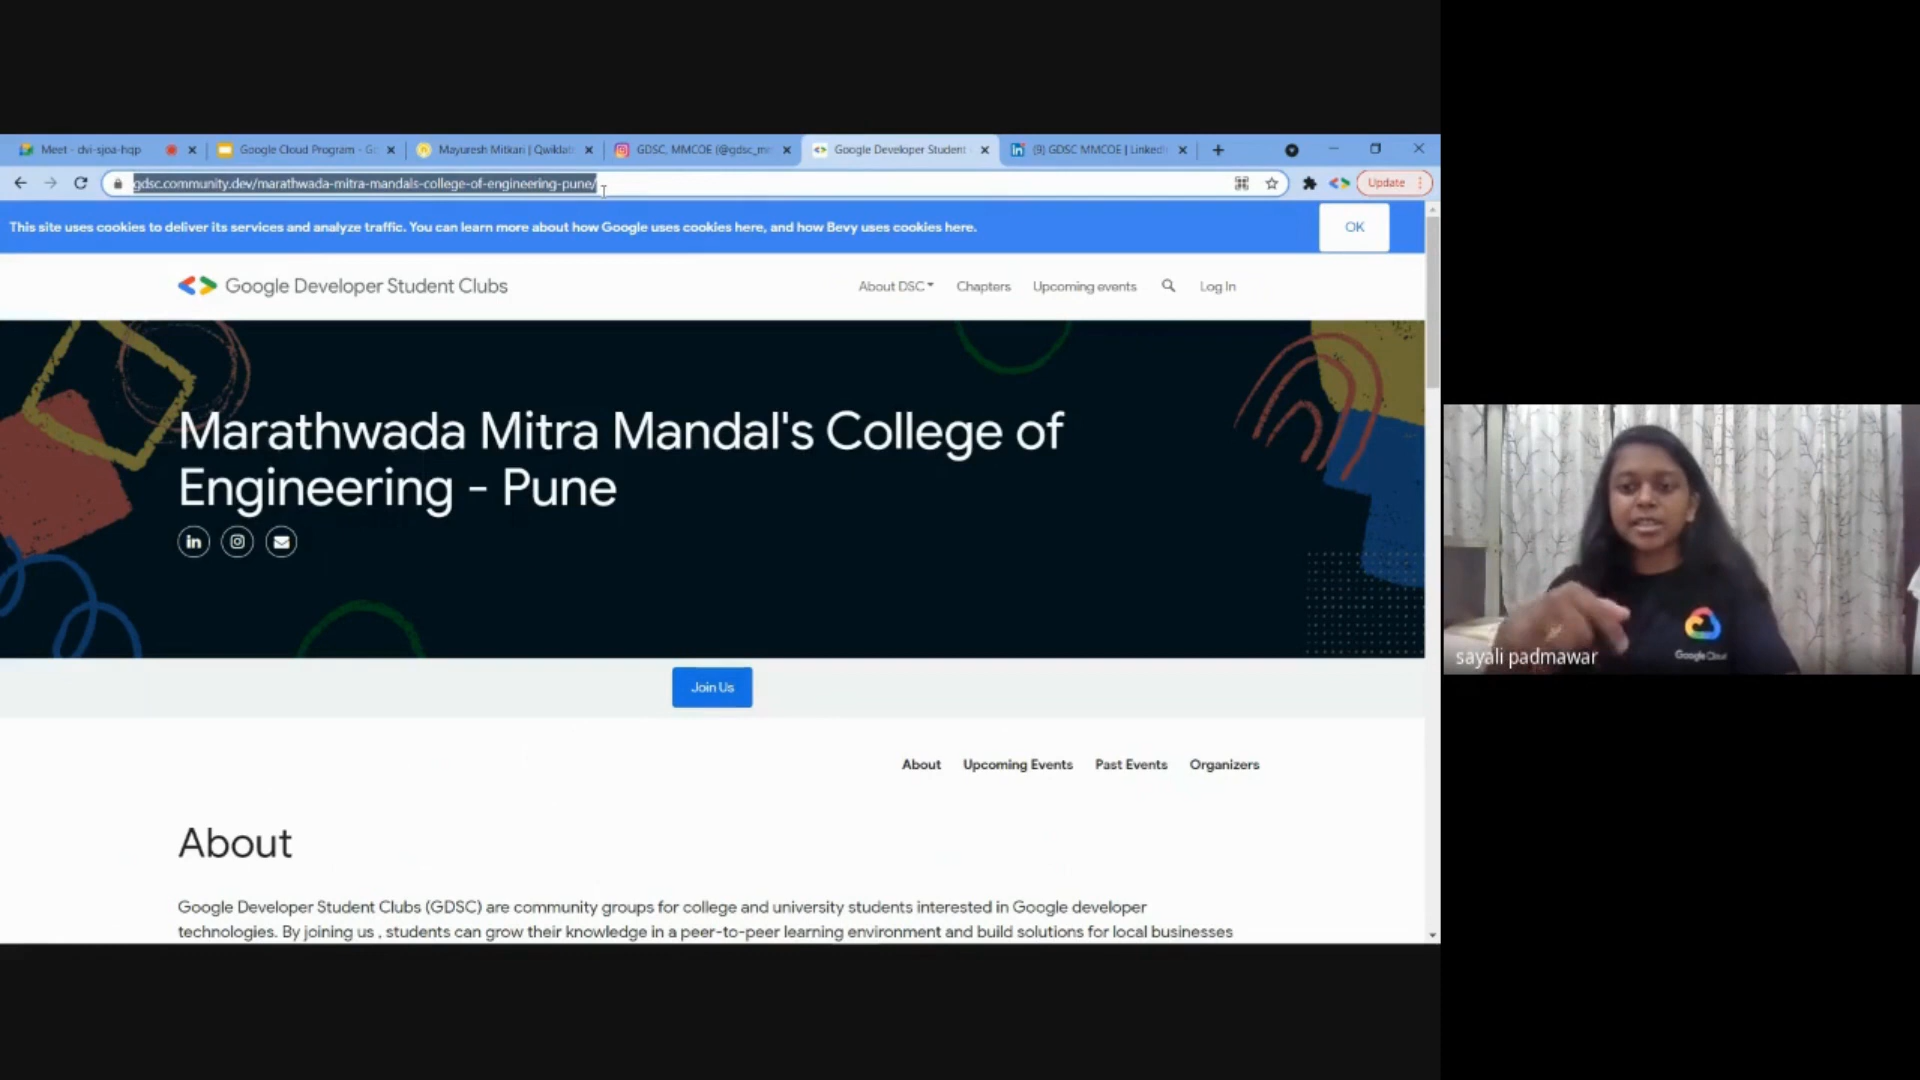 Meet - dvi-sjoa-hqp
Google Cloud Program - G
Mayuresh Mitkari | Qwiklab
GDSC, MMCOE (@gdsc_m
Google Developer Student
(9) GDSC MMCOE | LinkedIn
gdsc.community.dev/marathwada-mitra-mandals-college-of-engineering-pune/
Update
This site uses cookies to deliver its services and analyze traffic. You can learn more about how Google uses cookies here, and how Bevy uses cookies here.
OK
Google Developer Student Clubs
About DSC
Chapters
Upcoming events
Log In
Marathwada Mitra Mandal's College of
Engineering - Pune
in
Join Us
About
Upcoming Events
Past Events
Organizers
About
Google Developer Student Clubs (GDSC) are community groups for college and university students interested in Google developer
technologies. By joining us , students can grow their knowledge in a peer-to-peer learning environment and build solutions for local businesses
Google Cloud
sayali padmawar